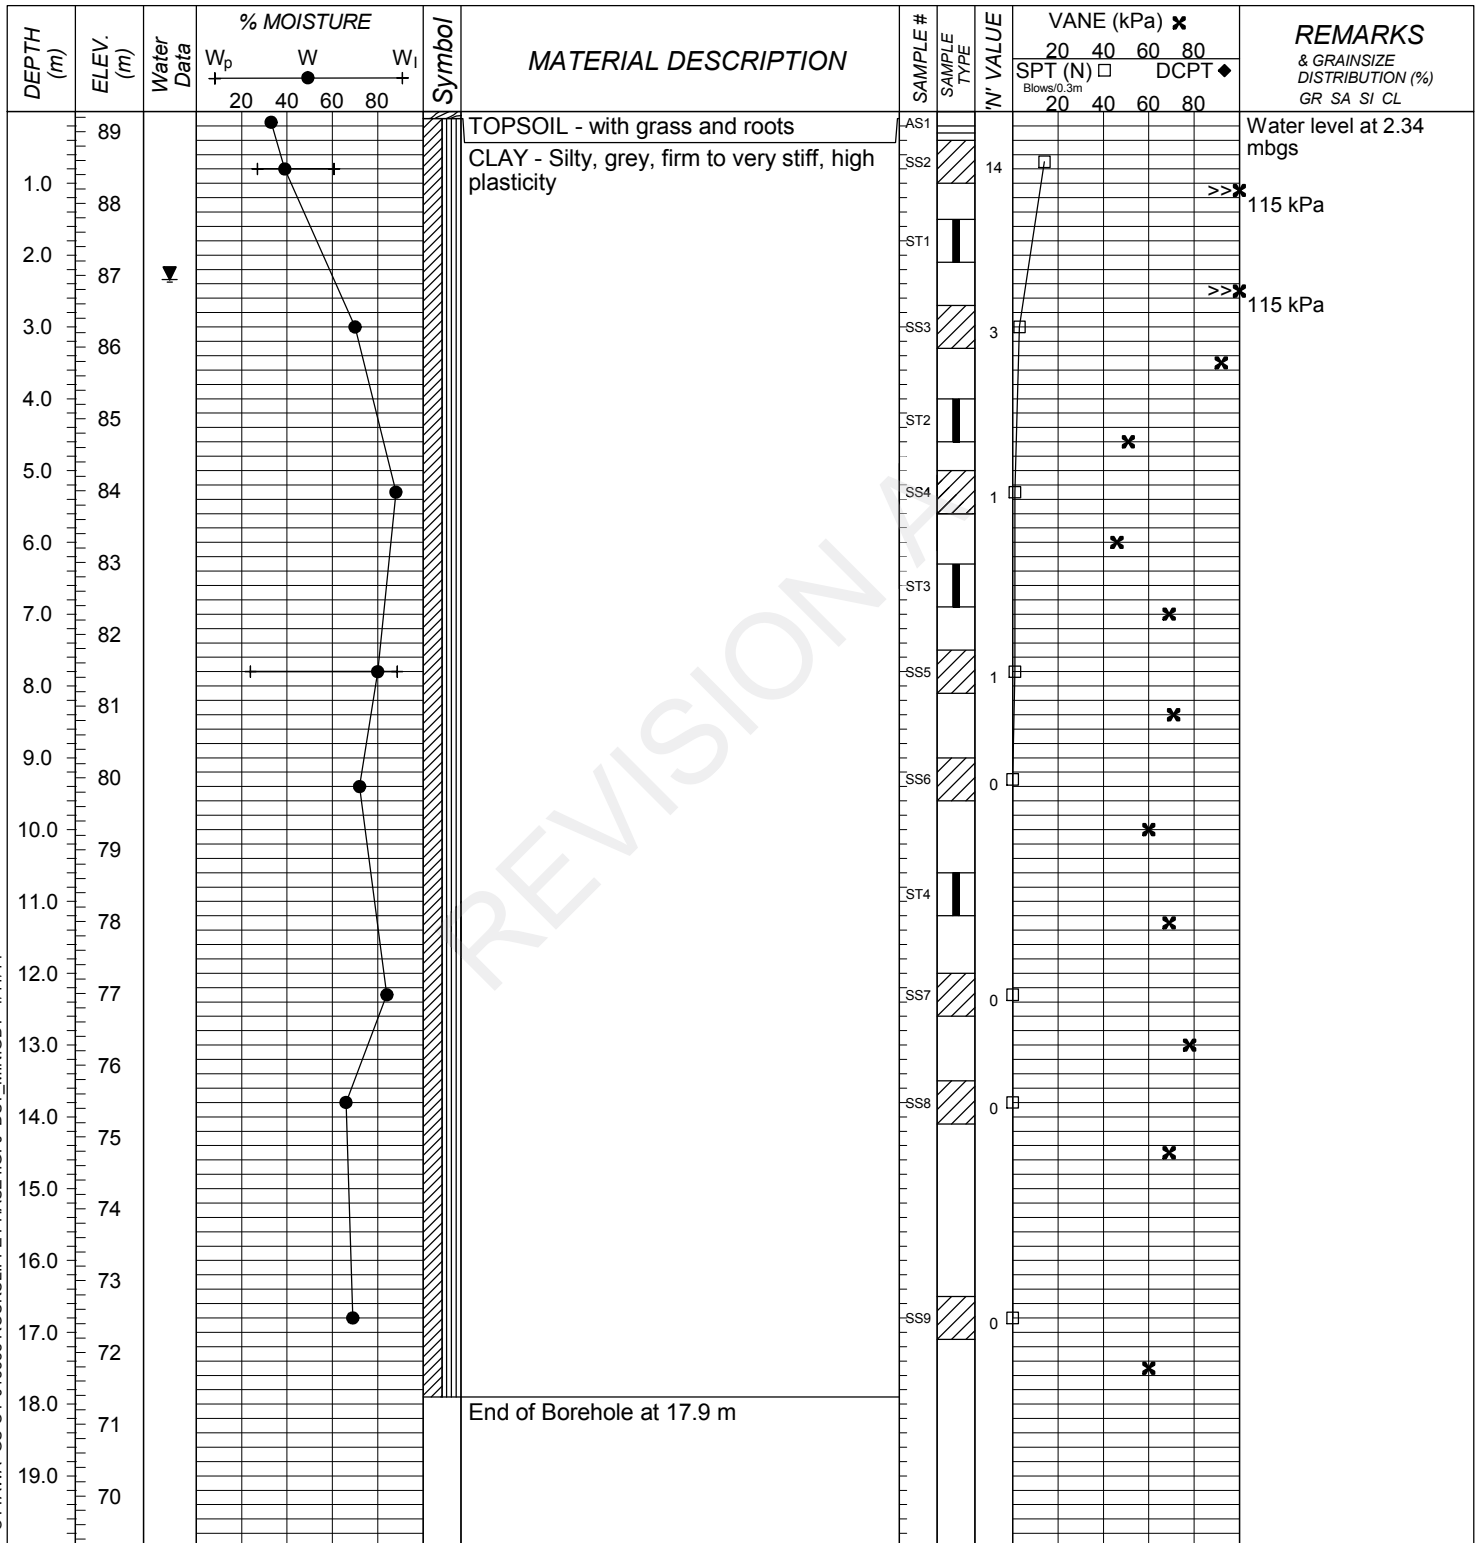 DEPTH (m)
ELEV. (m)
Water Data
% MOISTURE
Wp W Wl
20 40 60 80
Symbol
MATERIAL DESCRIPTION
SAMPLE #
SAMPLE TYPE
'N' VALUE
VANE (kPa)
20 40 60 80
SPT (N) DCPT
Blows/0.3m
20 40 60 80
REMARKS
& GRAINSIZE
DISTRIBUTION (%)
GR SA SI CL
89
TOPSOIL - with grass and roots
AS1
Water level at 2.34
mbgs
CLAY - Silty, grey, firm to very stiff, high
plasticity
SS2
14
1.0
88
>>
115 kPa
ST1
2.0
87
>>
115 kPa
3.0
SS3
3
86
4.0
85
ST2
5.0
84
SS4
1
6.0
83
ST3
7.0
82
SS5
1
8.0
81
9.0
80
SS6
0
10.0
79
11.0
ST4
78
12.0
77
SS7
0
13.0
76
SS8
0
14.0
75
15.0
74
16.0
73
SS9
0
17.0
72
18.0
End of Borehole at 17.9 m
71
19.0
70
REVISION A